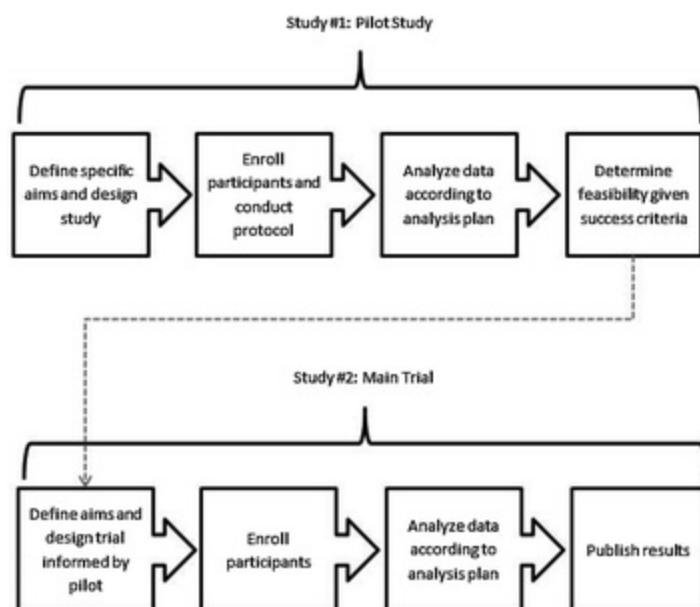 Study #1: Pilot Study
Define specific
aims and design
study
Enroll
participants and
conduct
protocol
Analyze data
according to
analysis plan
Determine
feasibility given
success criteria
Study #2: Main Trial
Define aims and
design trial
informed by
pilot
Enroll
participants
Analyze data
according to
analysis plan
Publish results